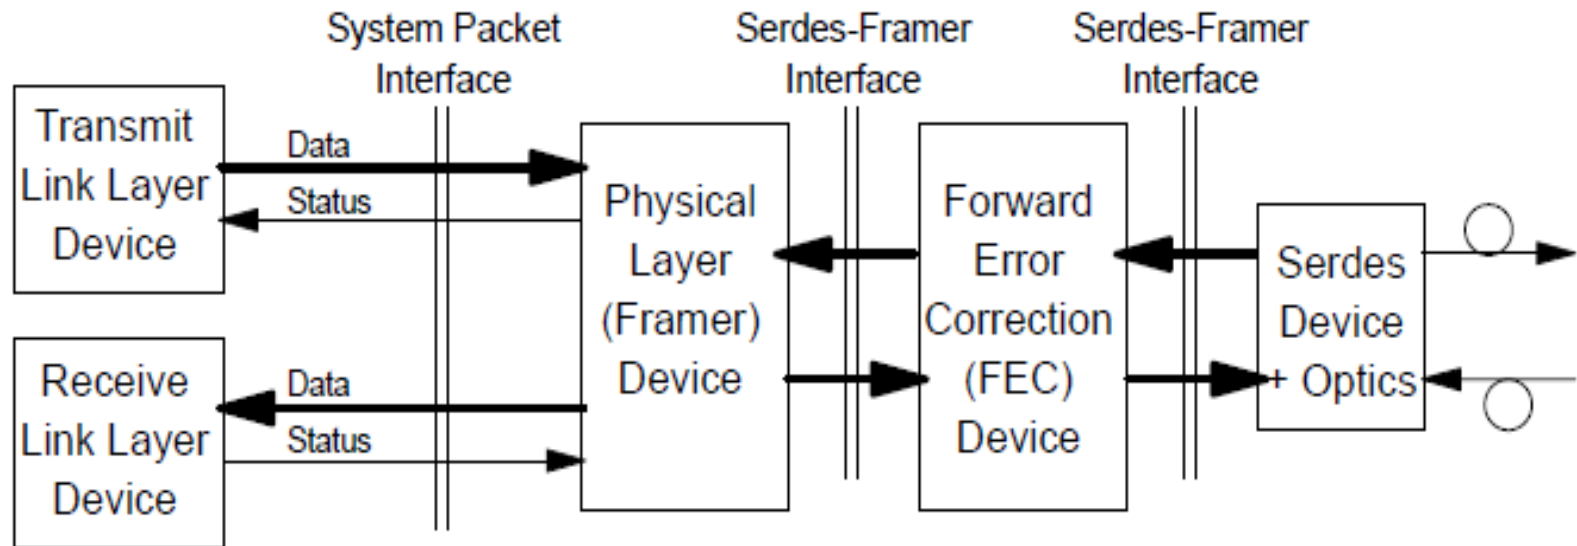 System Packet
Interface
Serdes-Framer
Interface
Serdes-Framer
Interface
Transmit
Link Layer
Device
Data
Status
Receive
Link Layer
Device
Data
Status
Physical
Layer
(Framer)
Device
Forward
Error
Correction
(FEC)
Device
Serdes
Device
+ Optics